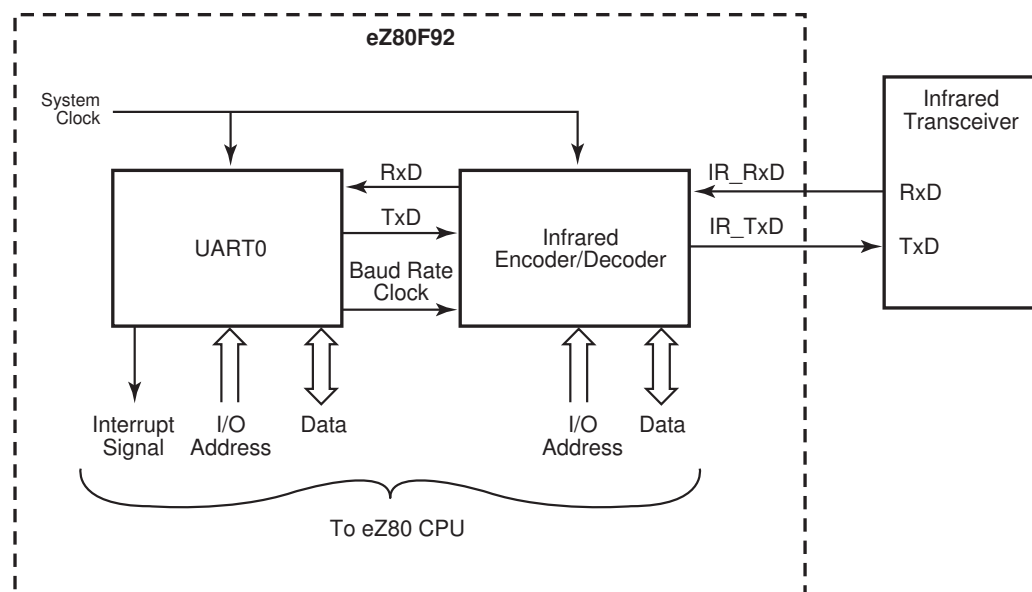 eZ80F92
System
Clock
Infrared
Transceiver
RxD
TxD
UART0
RxD
TxD
Baud Rate
Clock
Infrared
Encoder/Decoder
IR_RxD
IR_TxD
Interrupt
Signal
I/O
Address
Data
I/O
Address
Data
To eZ80 CPU